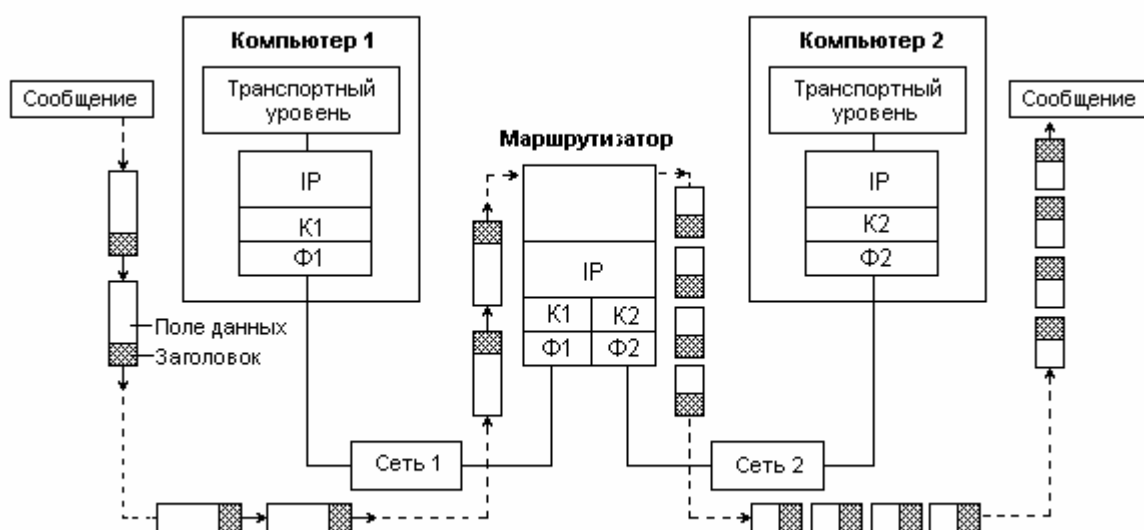 Компьютер 1
Компьютер 2
Сообщение
Транспортный
уровень
Транспортный
уровень
Сообщение
Маршрутизатор
IP
К1
Ф1
IP
К2
Ф2
IP
К1
К2
Ф1
Ф2
Поле данных
Заголовок
Сеть 1
Сеть 2